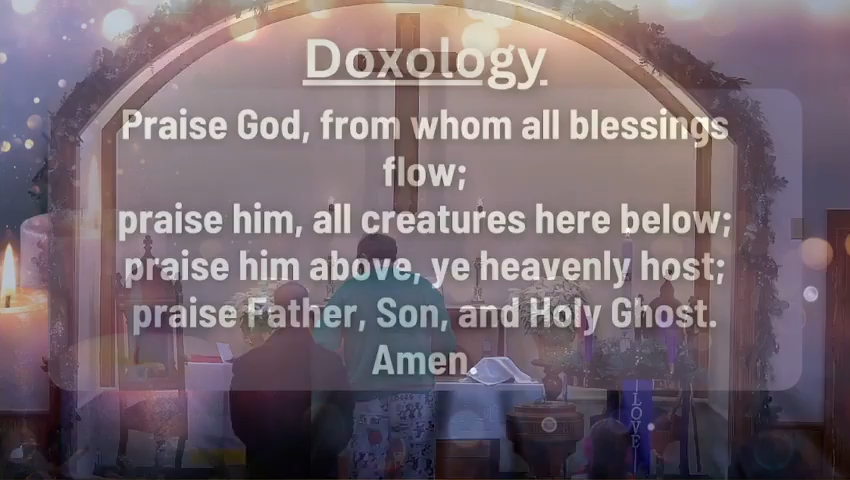 Doxology
Praise God, from whom all blessings
flow;
praise him, all creatures here below;
praise him above, ye heavenly host;
praise Father, Son, and Holy Ghost.
Amen.
LOVE